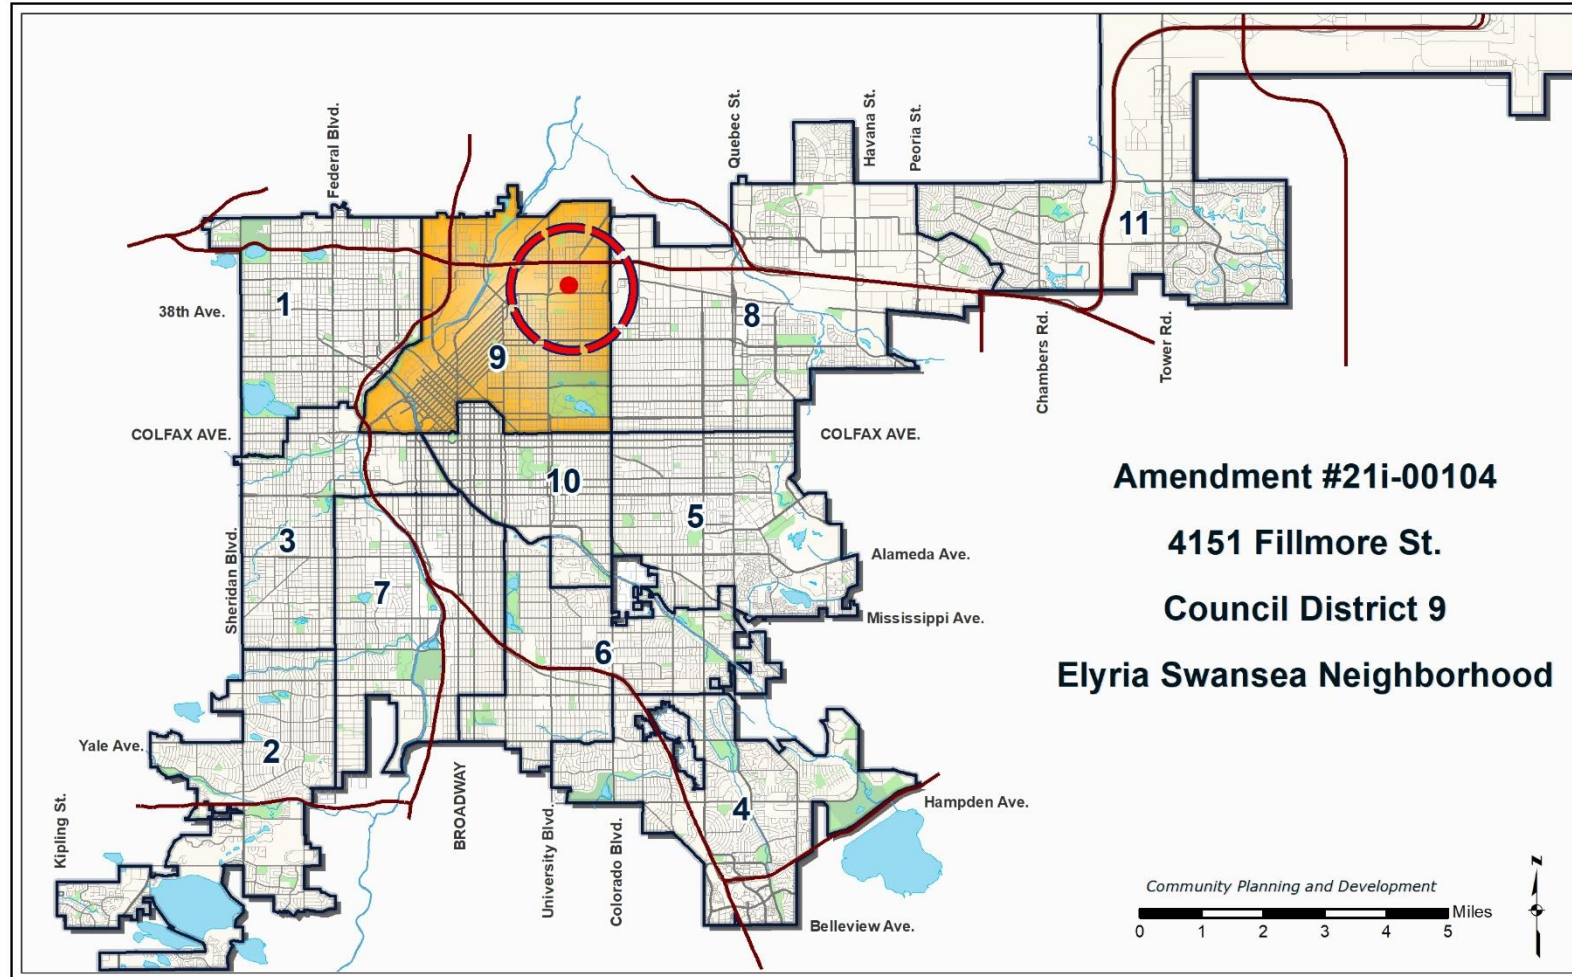 Federal Blvd.
Quebec St.
Havana St.
Peoria St.
11
1
38th Ave.
8
9
Chambers Rd.
Tower Rd.
COLFAX AVE.
COLFAX AVE.
10
5
3
Sheridan Blvd.
7
Alameda Ave.
Mississippi Ave.
6
Yale Ave.
2
4
Hampden Ave.
Kipling St.
BROADWAY
University Blvd.
Colorado Blvd.
Belleview Ave.
Amendment #21i-00104
4151 Fillmore St.
Council District 9
Elyria Swansea Neighborhood
Community Planning and Development
Miles
0 1 2 3 4 5
N